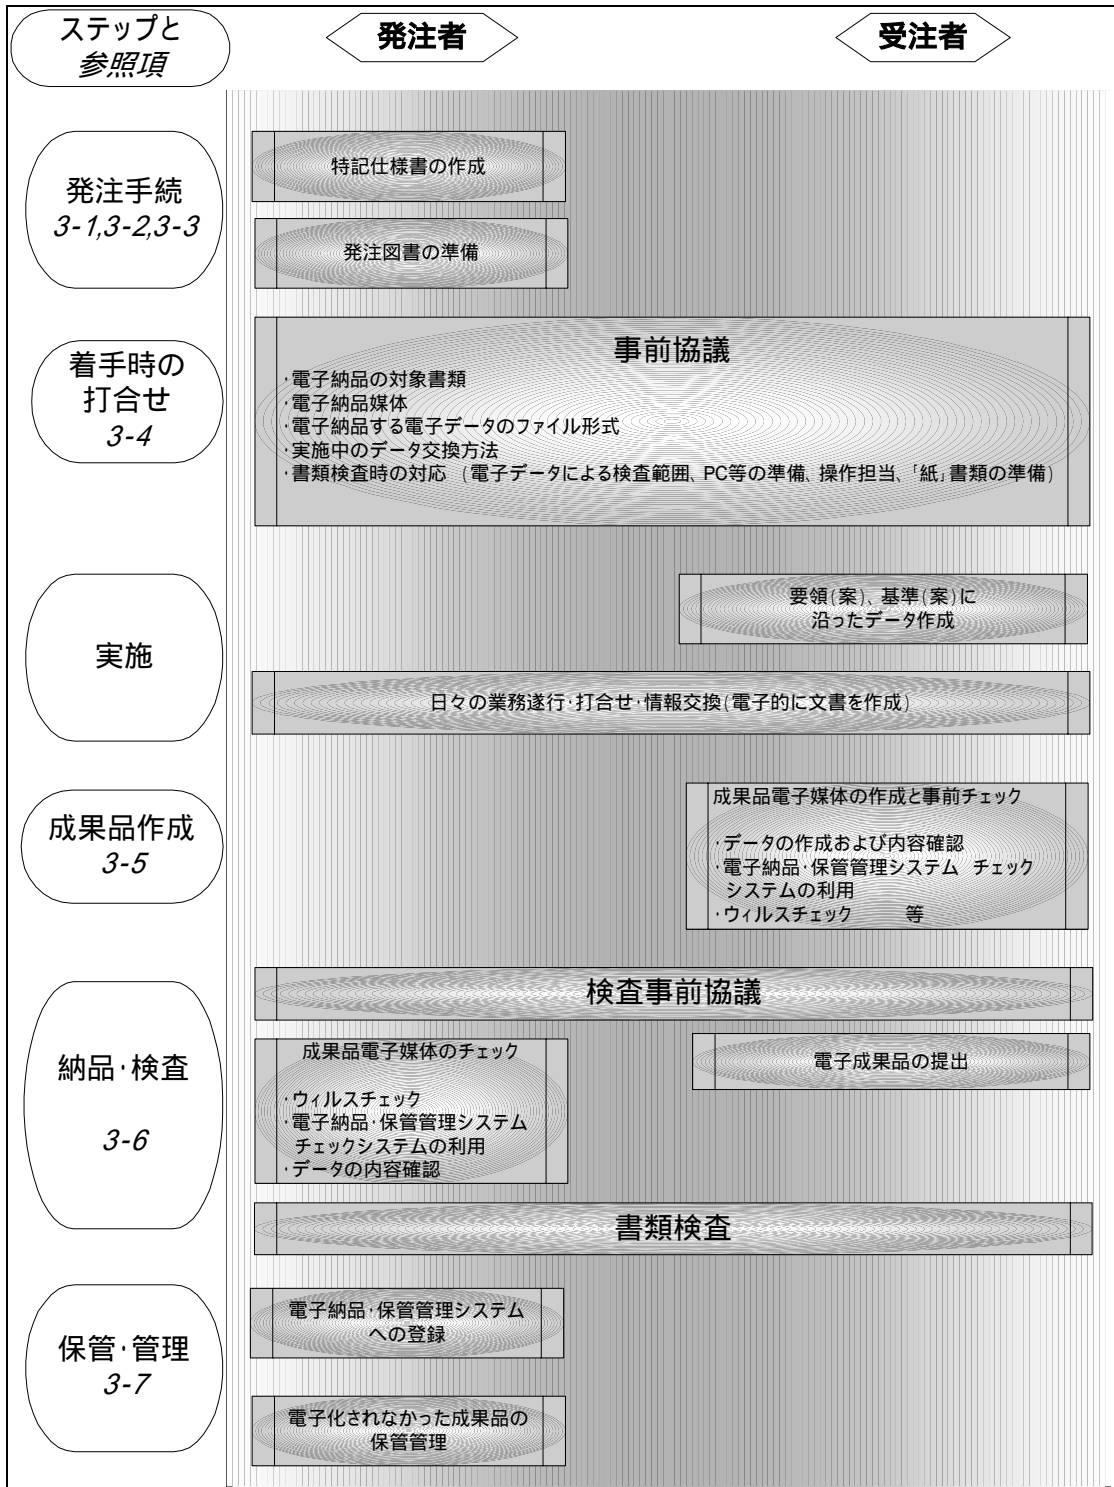 ステップと
参照項
発注者
受注者
発注手続
3-1,3-2,3-3
特記仕様書の作成
発注図書の準備
着手時の
打合せ
3-4
事前協議
・電子納品の対象書類
・電子納品媒体
・電子納品する電子データのファイル形式
・実施中のデータ交換方法
・書類検査時の対応 (電子データによる検査範囲、PC等の準備、操作担当、「紙」書類の準備)
実施
要領(案)、基準(案)に
沿ったデータ作成
日々の業務遂行・打合せ・情報交換(電子的に文書を作成)
成果品作成
3-5
成果品電子媒体の作成と事前チェック
・データの作成および内容確認
・電子納品・保管管理システム チェック
システムの利用
・ウィルスチェック 等
納品・検査
3-6
検査事前協議
成果品電子媒体のチェック
・ウィルスチェック
・電子納品・保管管理システム
チェックシステムの利用
・データの内容確認
電子成果品の提出
書類検査
保管・管理
3-7
電子納品・保管管理システム
への登録
電子化されなかった成果品の
保管管理